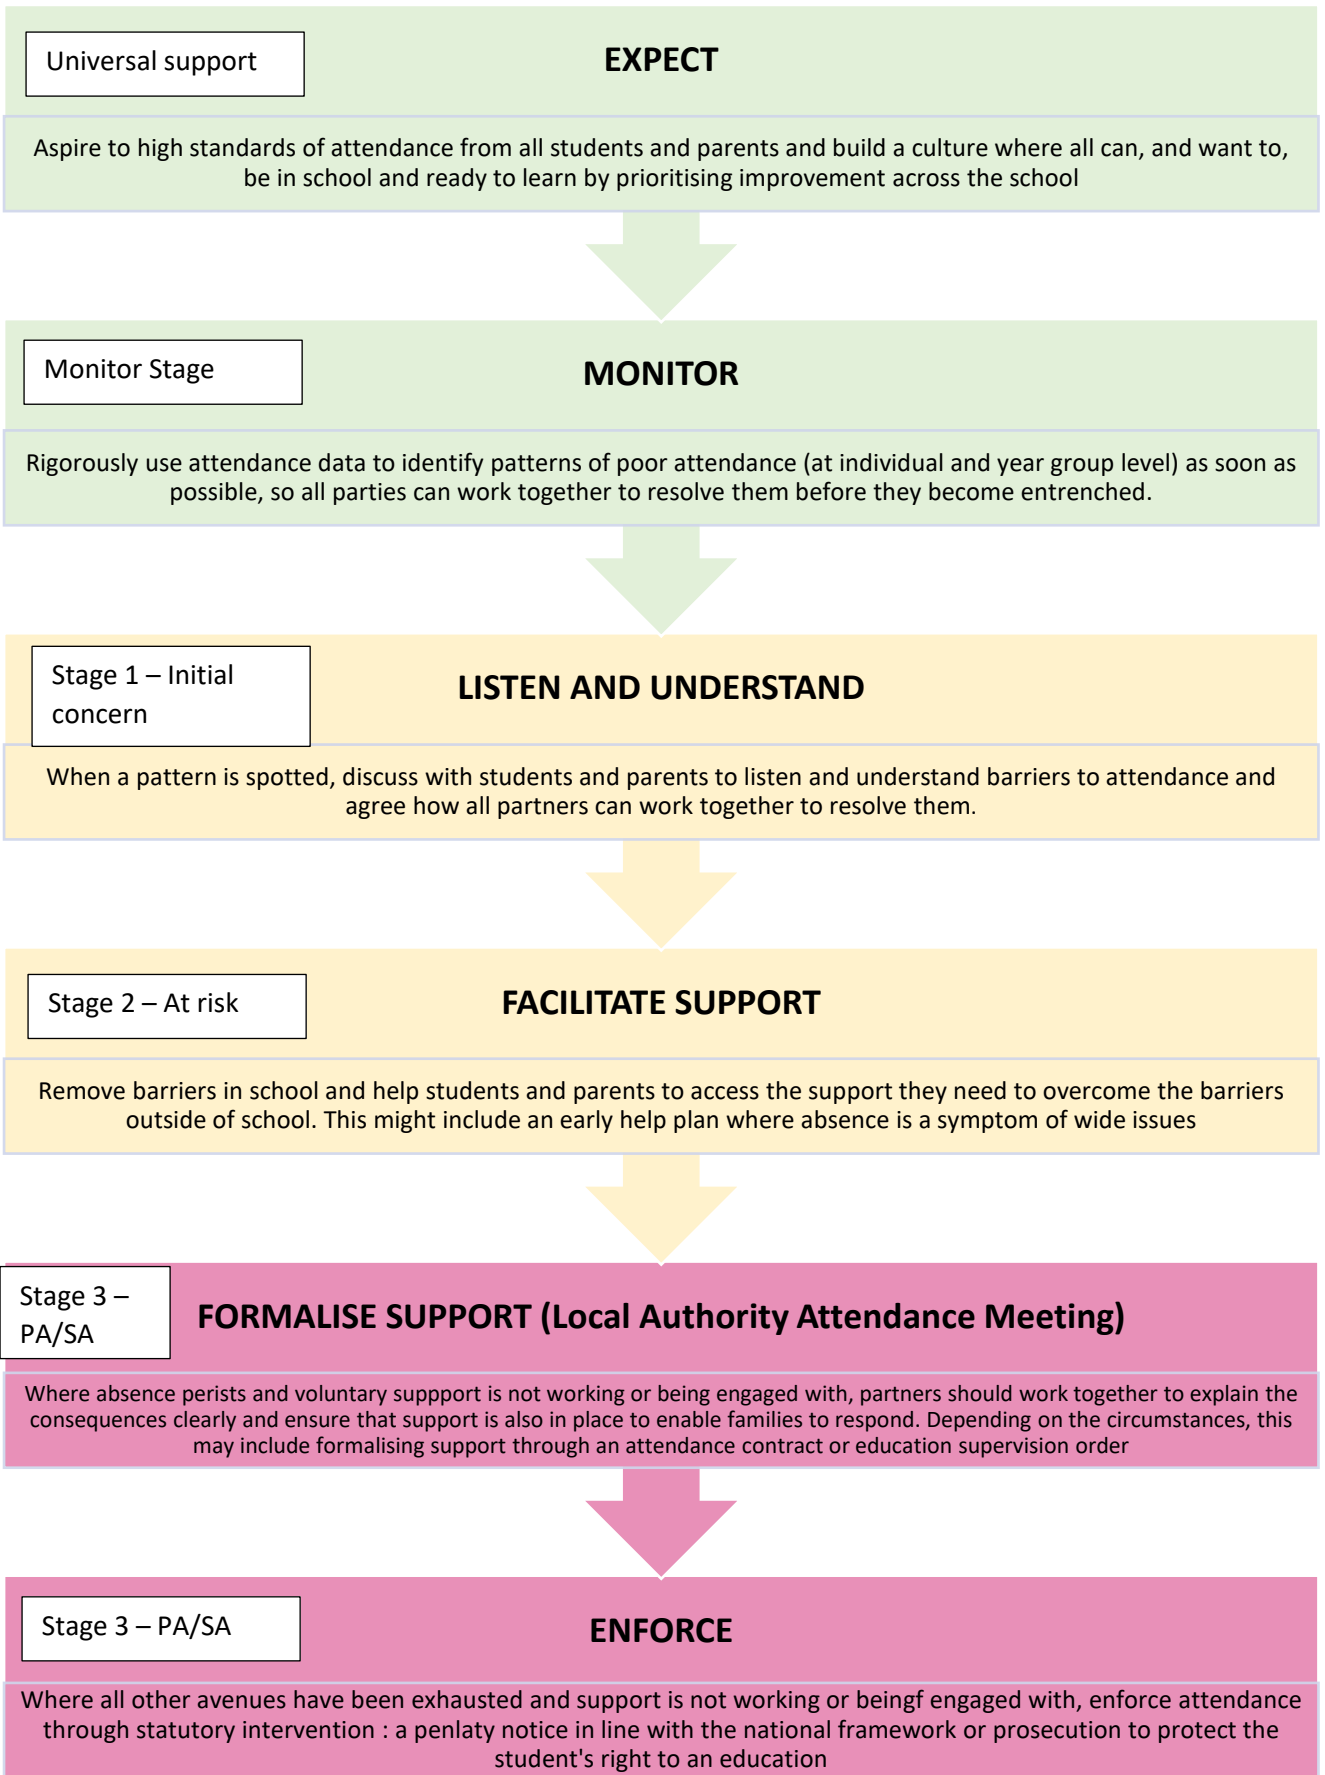 Universal support
EXPECT
Aspire to high standards of attendance from all students and parents and build a culture where all can, and want to,
be in school and ready to learn by prioritising improvement across the school
Monitor Stage
MONITOR
Rigorously use attendance data to identify patterns of poor attendance (at individual and year group level) as soon as
possible, so all parties can work together to resolve them before they become entrenched.
Stage 1 – Initial
concern
LISTEN AND UNDERSTAND
When a pattern is spotted, discuss with students and parents to listen and understand barriers to attendance and
agree how all partners can work together to resolve them.
Stage 2 – At risk
FACILITATE SUPPORT
Remove barriers in school and help students and parents to access the support they need to overcome the barriers
outside of school. This might include an early help plan where absence is a symptom of wide issues
Stage 3 –
PA/SA
FORMALISE SUPPORT (Local Authority Attendance Meeting)
Where absence perists and voluntary suppport is not working or being engaged with, partners should work together to explain the
consequences clearly and ensure that support is also in place to enable families to respond. Depending on the circumstances, this
may include formalising support through an attendance contract or education supervision order
Stage 3 – PA/SA
ENFORCE
Where all other avenues have been exhausted and support is not working or beingf engaged with, enforce attendance
through statutory intervention : a penlaty notice in line with the national framework or prosecution to protect the
student's right to an education